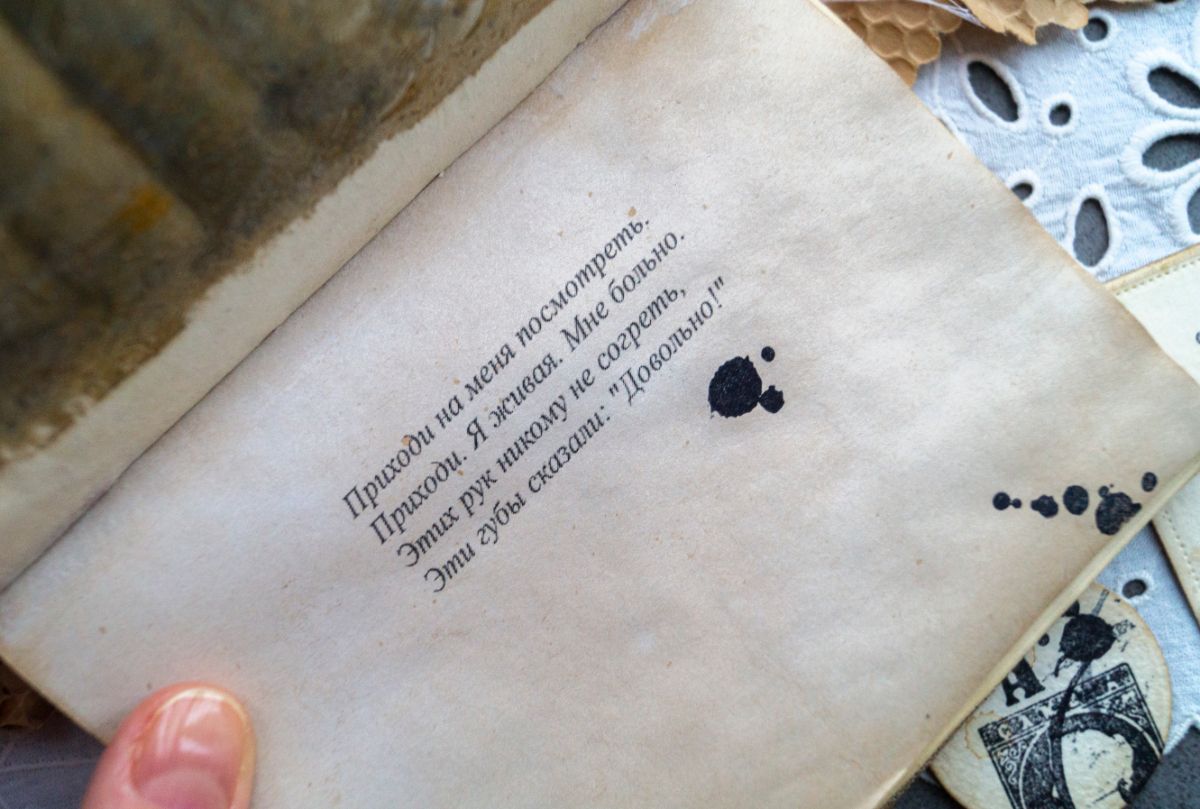 Приходи на меня посмотреть.
Приходи. Я живая. Мне больно.
Этих рук никому не согреть,
Эти губы сказали: "Довольно!"